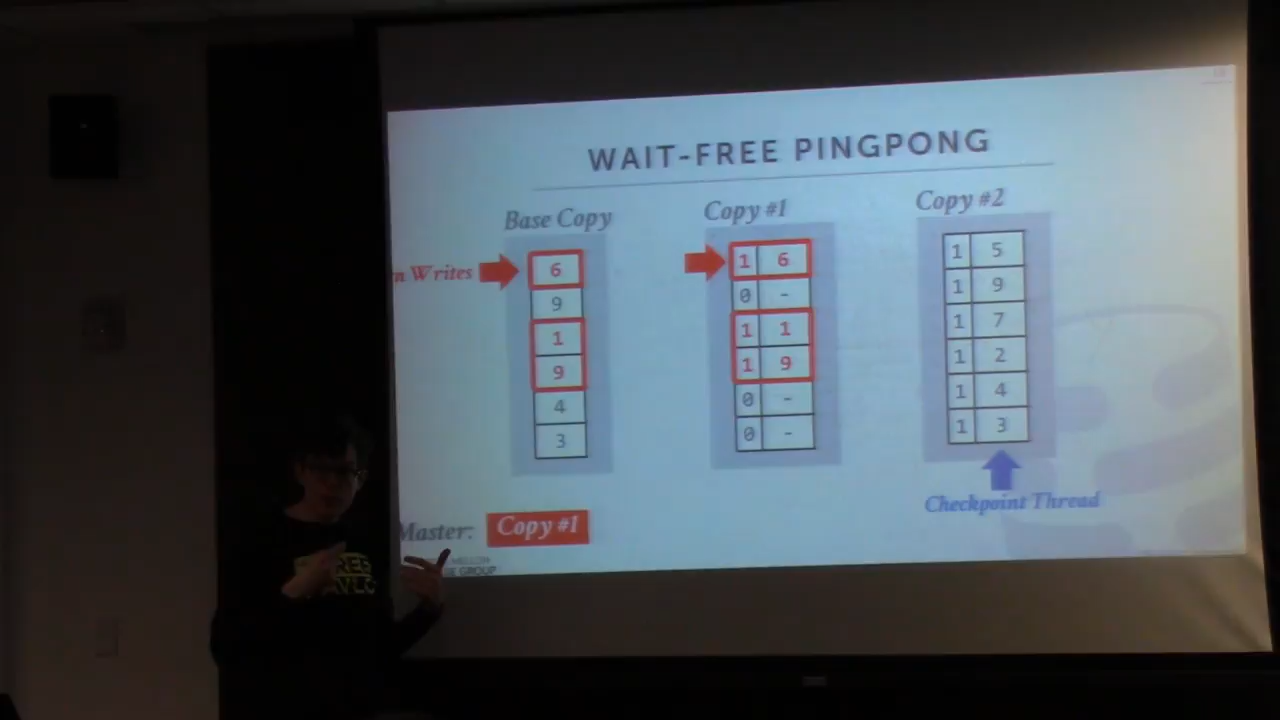 WAIT-FREE PINGPONG
Base Copy
6
9
1
9
4
3
Writes
Copy #1
1 6
0 -
1 1
1 9
0 -
0 -
Copy #2
1 5
1 9
1 7
1 2
1 4
1 3
Checkpoint Thread
Master: Copy #1
GROUP